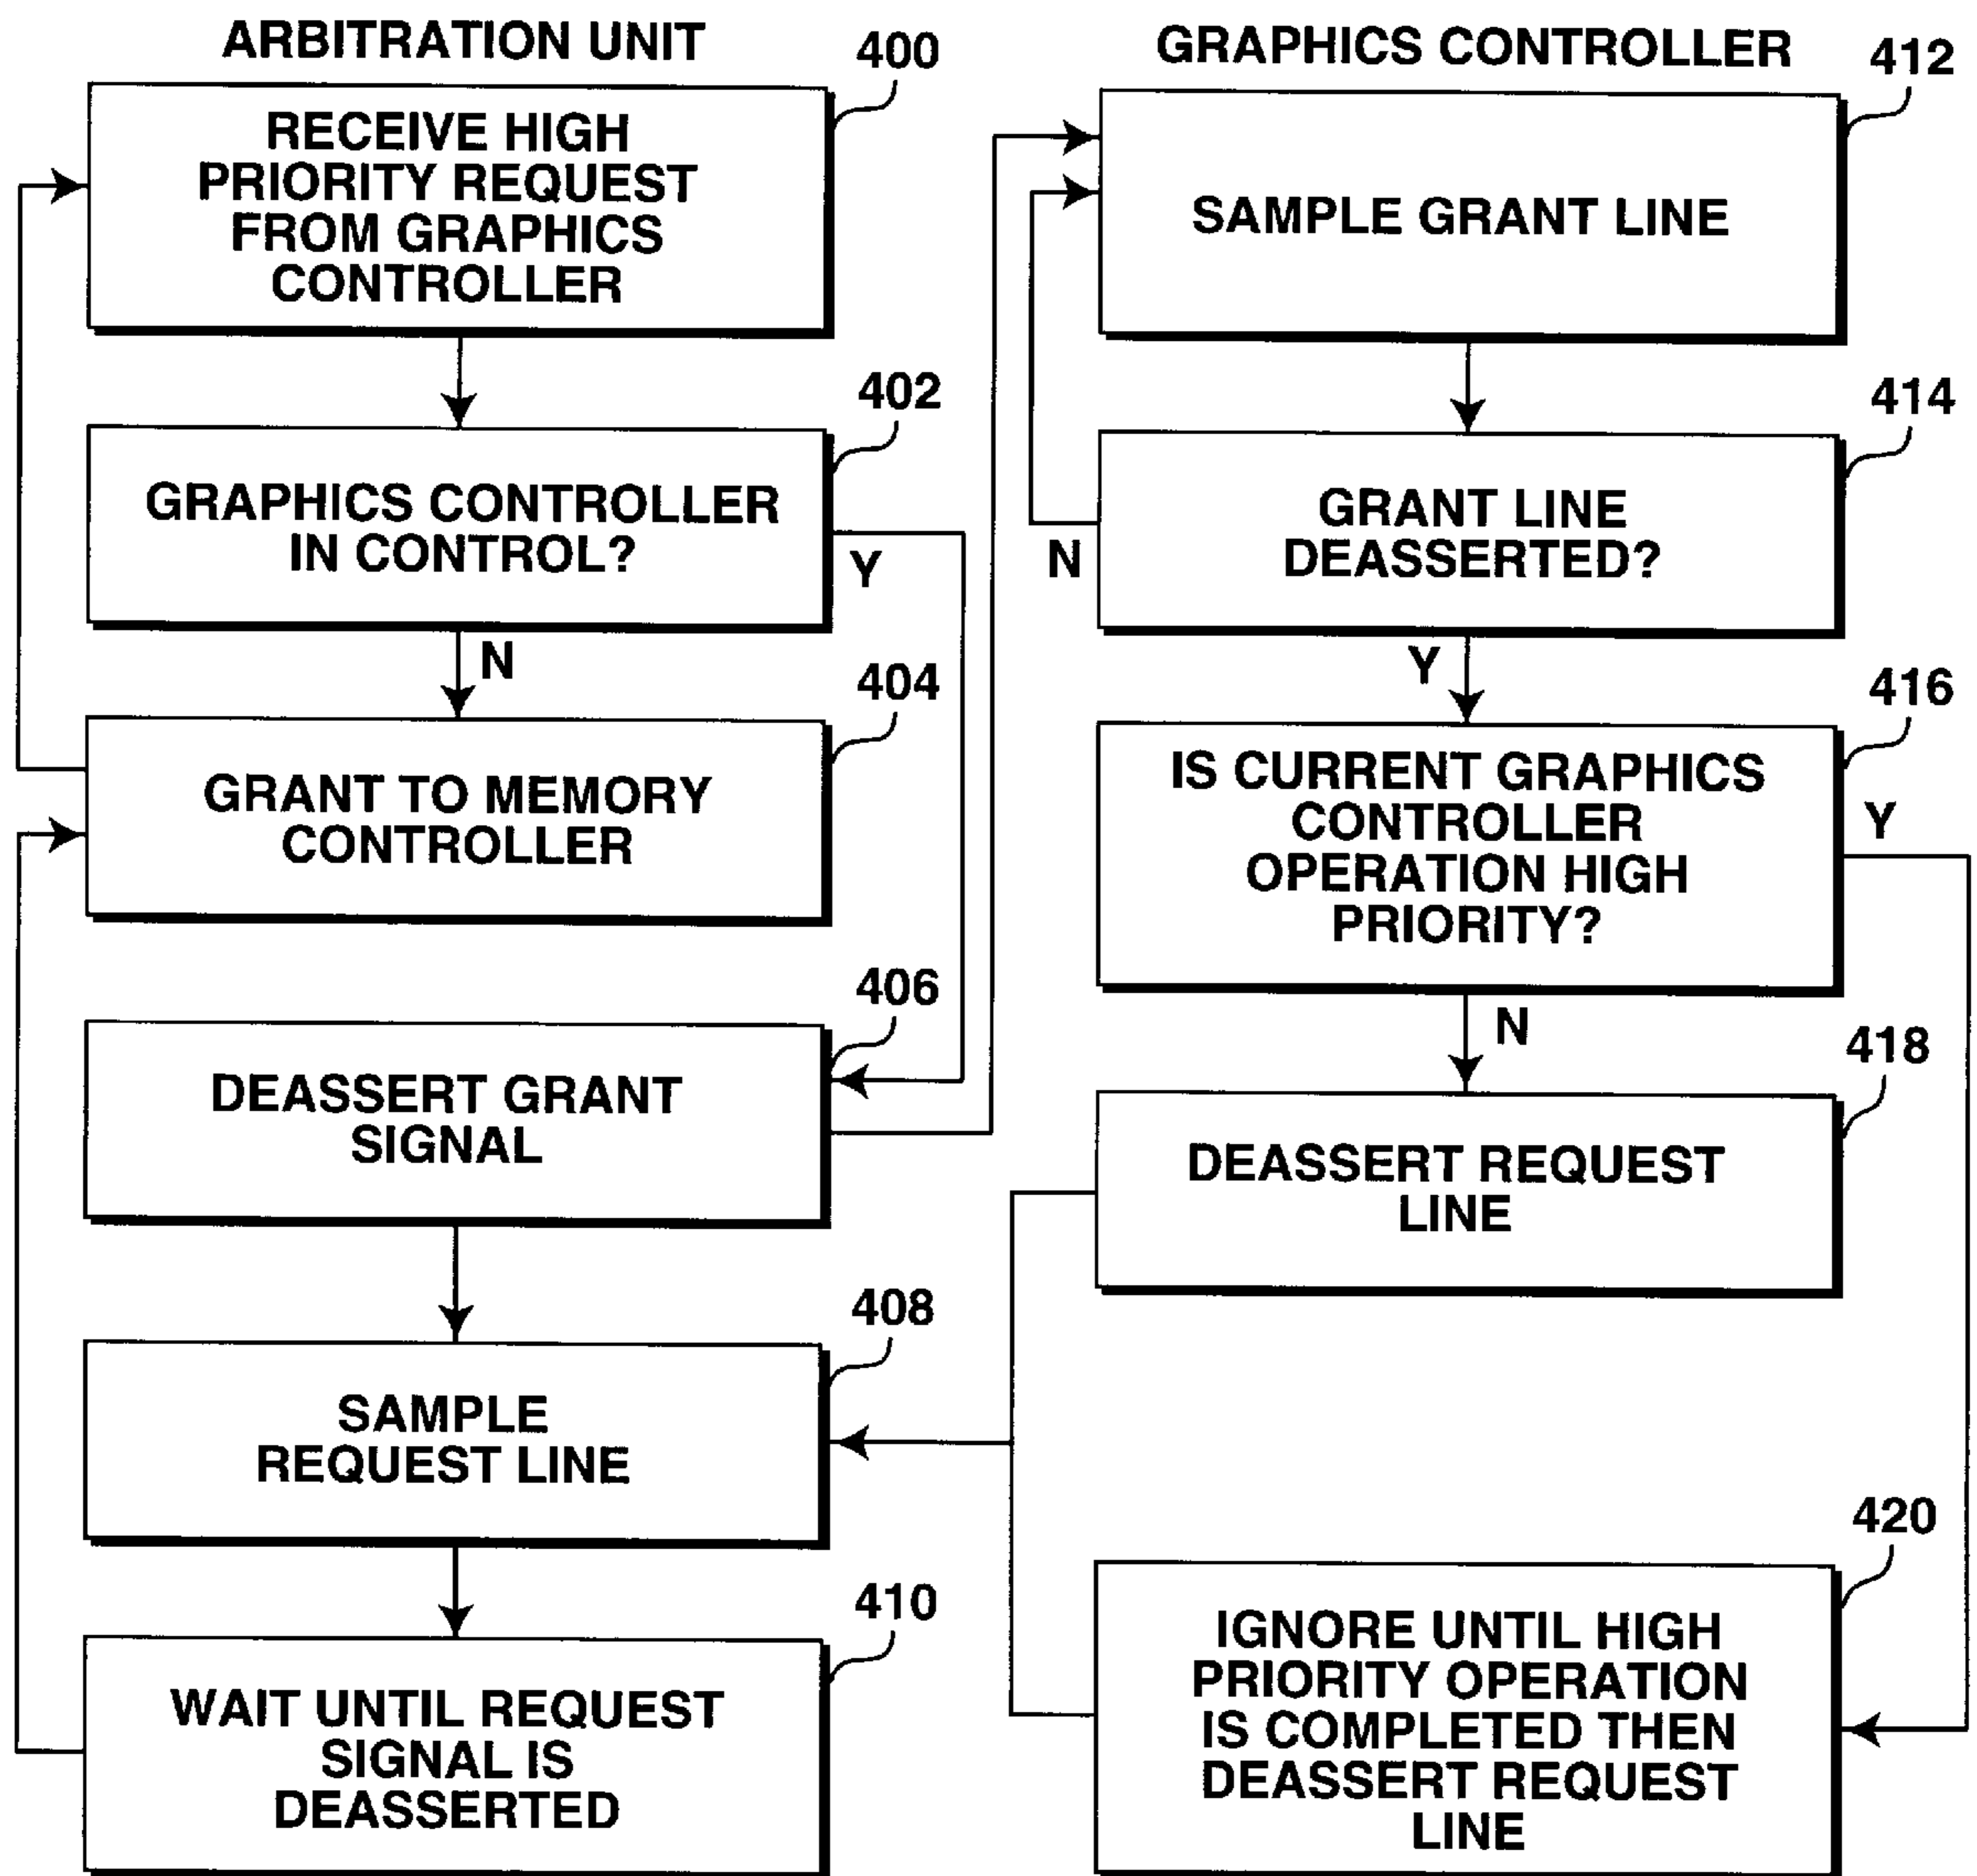 ARBITRATION UNIT
400
RECEIVE HIGH
PRIORITY REQUEST
FROM GRAPHICS
CONTROLLER
402
GRAPHICS CONTROLLER
IN CONTROL?
Y
N
404
GRANT TO MEMORY
CONTROLLER
406
DEASSERT GRANT
SIGNAL
408
SAMPLE
REQUEST LINE
410
WAIT UNTIL REQUEST
SIGNAL IS
DEASSERTED
GRAPHICS CONTROLLER
412
SAMPLE GRANT LINE
414
GRANT LINE
DEASSERTED?
N
Y
416
IS CURRENT GRAPHICS
CONTROLLER
OPERATION HIGH
PRIORITY?
Y
N
418
DEASSERT REQUEST
LINE
420
IGNORE UNTIL HIGH
PRIORITY OPERATION
IS COMPLETED THEN
DEASSERT REQUEST
LINE